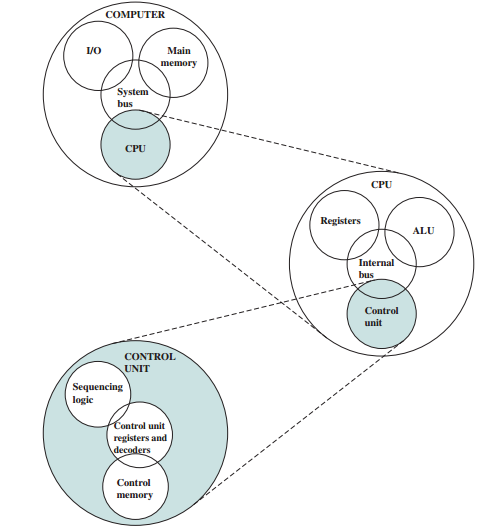 COMPUTER
I/O
Main
memory
System
bus
CPU
CPU
Registers
ALU
Internal
bus
Control
unit
CONTROL
UNIT
Sequencing
logic
Control unit
registers and
decoders
Control
memory